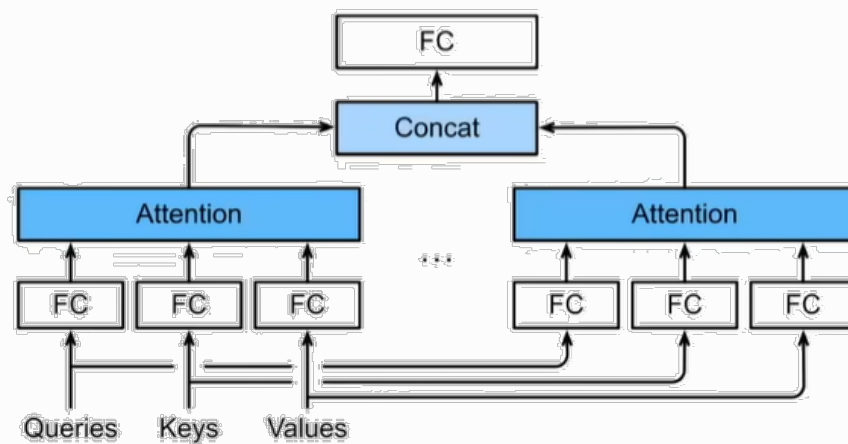 FC
Concat
Attention Attention
...
FC FC FC FC FC FC
Queries Keys Values